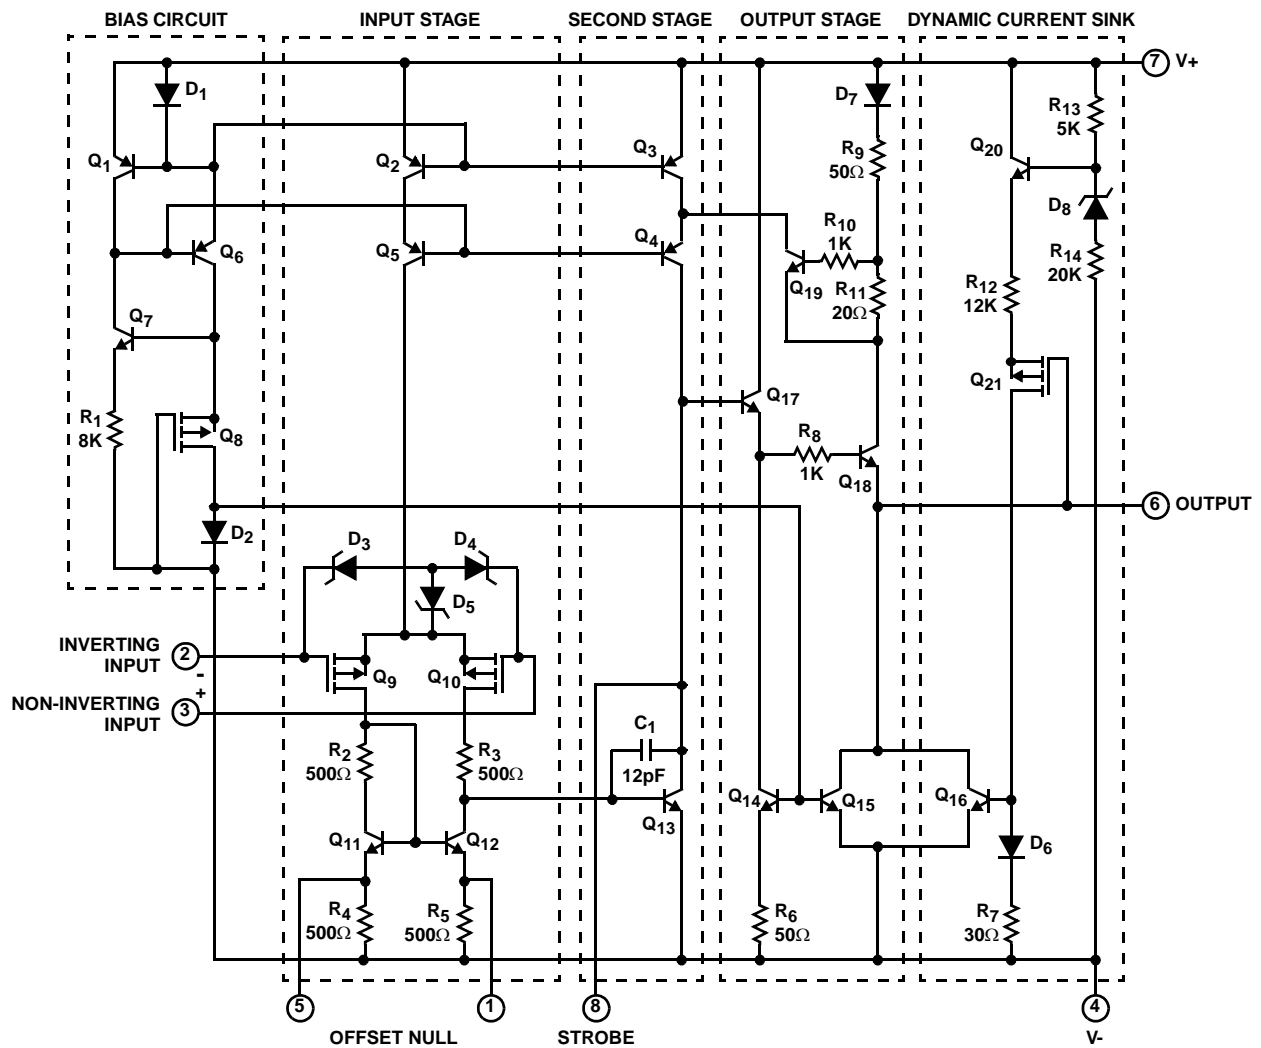 BIAS CIRCUIT
INPUT STAGE
SECOND STAGE
OUTPUT STAGE
DYNAMIC CURRENT SINK
7 V+
D1
D7
R13
5K
Q1
Q2
Q3
R9
50Ω
Q20
D8
Q6
Q5
Q4
R10
1K
R14
20K
Q19
R11
20Ω
R12
12K
Q7
Q21
Q17
R1
8K
Q8
R8
1K
Q18
6 OUTPUT
D2
D3
D4
D5
INVERTING
INPUT
2
-
Q9
Q10
+
NON-INVERTING
INPUT
3
R2
500Ω
R3
500Ω
C1
12pF
Q14
Q15
Q16
Q13
Q11
Q12
D6
R4
500Ω
R5
500Ω
R6
50Ω
R7
30Ω
5
1
8
4
OFFSET NULL
STROBE
V-